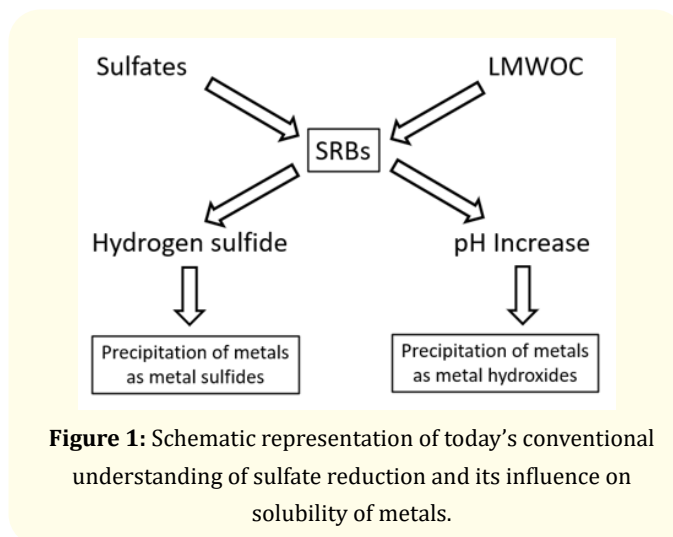 Sulfates
LMWOC
SRBs
Hydrogen sulfide
pH Increase
Precipitation of metals
as metal sulfides
Precipitation of metals
as metal hydroxides
Figure 1: Schematic representation of today’s conventional
understanding of sulfate reduction and its influence on
solubility of metals.